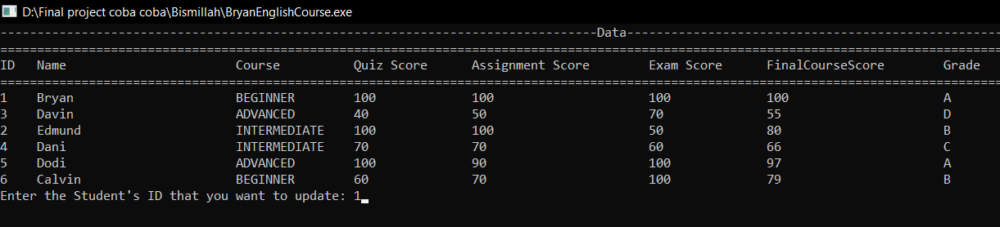 D:\Final project coba coba\Bismillah\BryanEnglishCourse.exe
---------------------------------------------------------------------------------Data---------------------------------------------------
========================================================================================================================================
ID   Name                       Course          Quiz Score      Assignment Score        Exam Score      FinalCourseScore        Grade
========================================================================================================================================
1    Bryan                      BEGINNER        100             100                     100             100                     A
3    Davin                      ADVANCED        40              50                      70              55                      D
2    Edmund                     INTERMEDIATE    100             100                     50              80                      B
4    Dani                       INTERMEDIATE    70              70                      60              66                      C
5    Dodi                       ADVANCED        100             90                      100             97                      A
6    Calvin                     BEGINNER        60              70                      100             79                      B
Enter the Student's ID that you want to update: 1